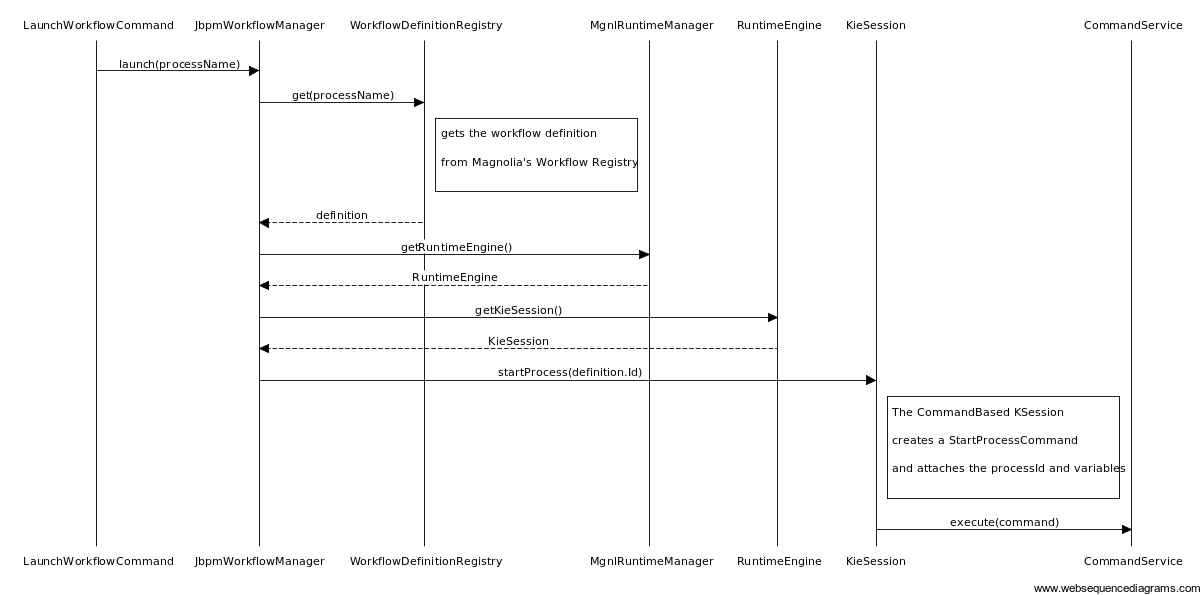 LaunchWorkflowCommand JbpmWorkflowManager WorkflowDefinitionRegistry MgnlRuntimeManager RuntimeEngine KieSession CommandService
launch(processName)
get(processName)
gets the workflow definition
from Magnolia's Workflow Registry
definition
getRuntimeEngine()
RuntimeEngine
getKieSession()
KieSession
startProcess(definition.Id)
The CommandBased KSession
creates a StartProcessCommand
and attaches the processId and variables
execute(command)
LaunchWorkflowCommand JbpmWorkflowManager WorkflowDefinitionRegistry MgnlRuntimeManager RuntimeEngine KieSession CommandService
www.websequencediagrams.com